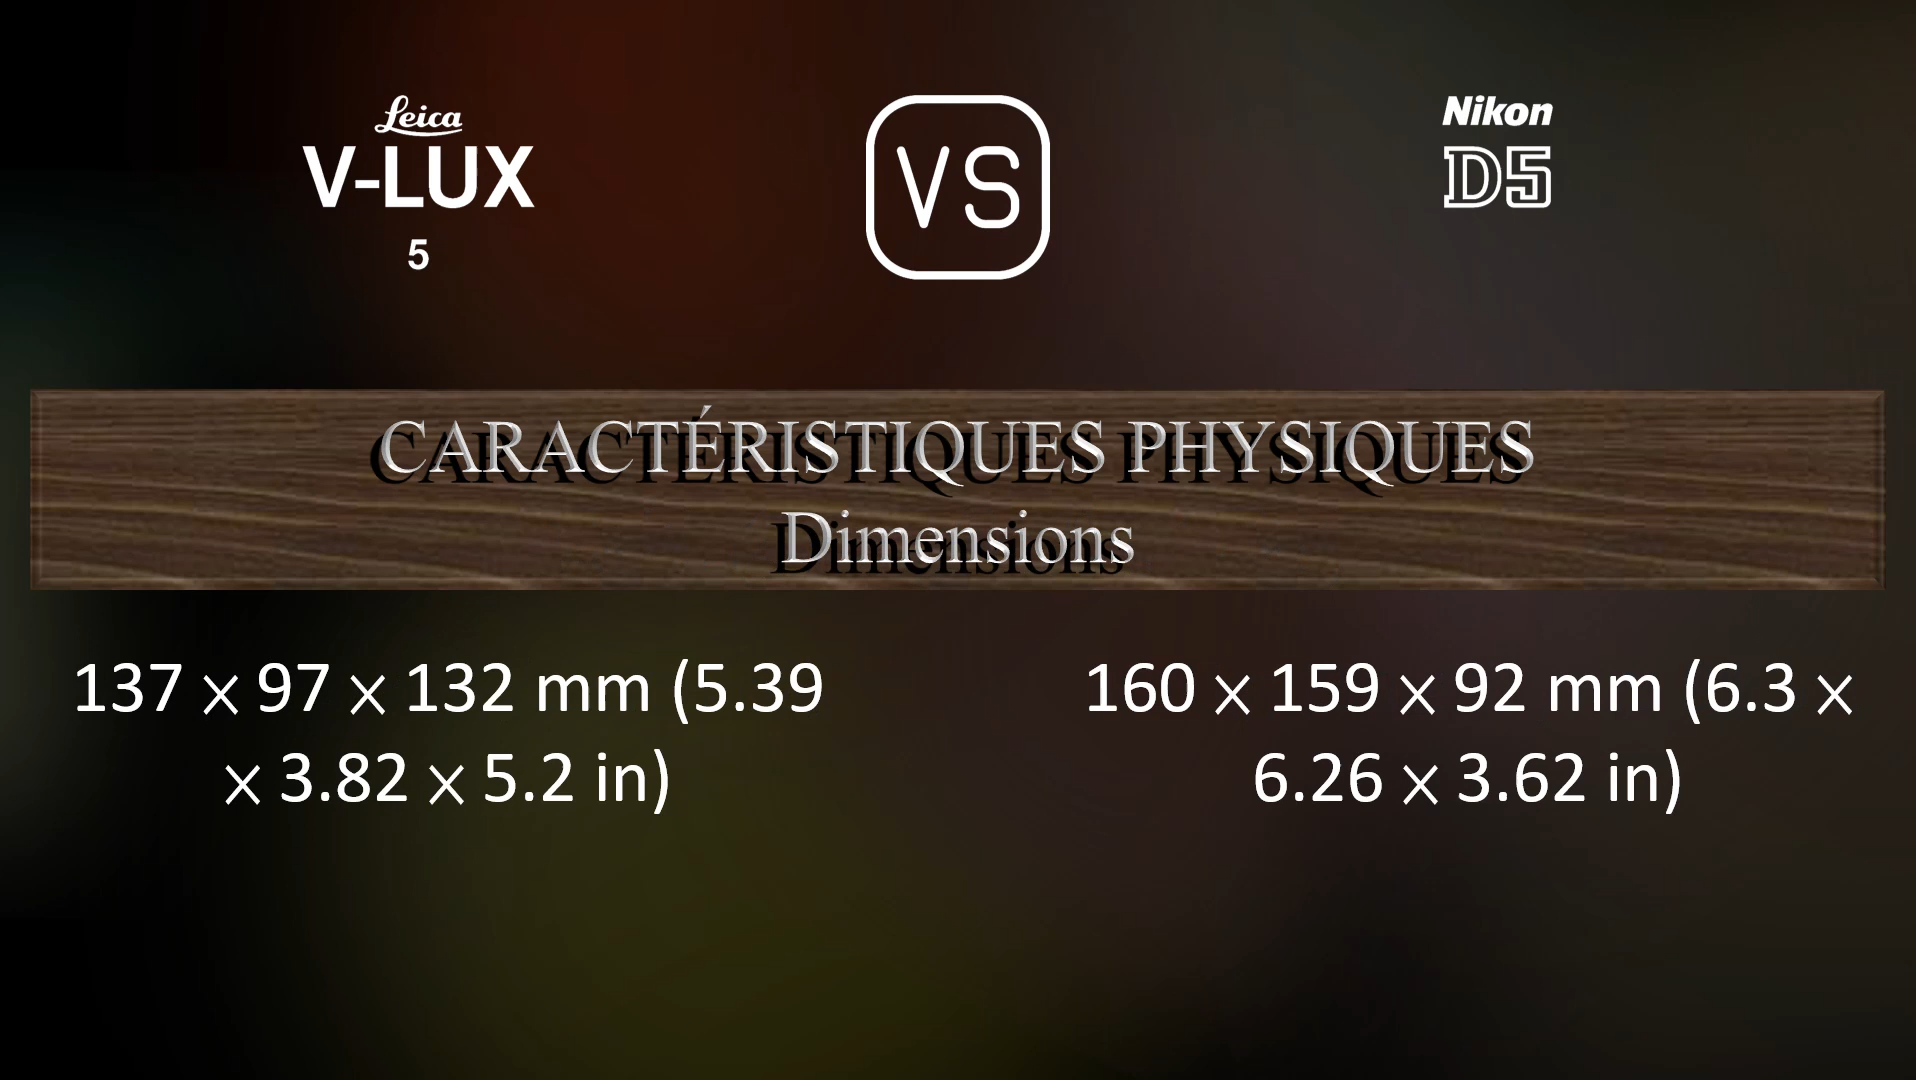 Leica
V-LUX
5
VS
Nikon
D5
CARACTÉRISTIQUES PHYSIQUES
Dimensions
137 x 97 x 132 mm (5.39
x 3.82 x 5.2 in)
160 x 159 x 92 mm (6.3 x
6.26 x 3.62 in)